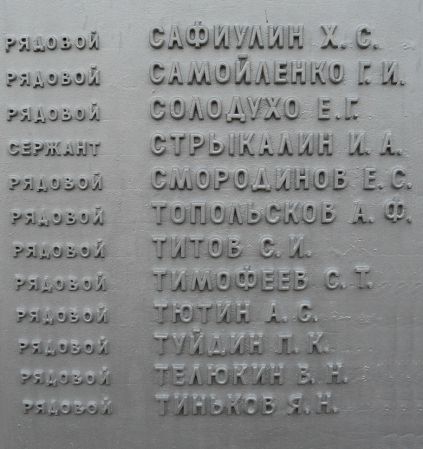 РЯДОВОЙ САФИУЛИН Х. С.
РЯДОВОЙ САМОЙЛЕНКО Г. И.
РЯДОВОЙ СОЛОДУХО Е. Г.
СЕРЖАНТ СТРЫКАЛИН И. А.
РЯДОВОЙ СМОРОДИНОВ Е. С.
РЯДОВОЙ ТОПОЛЬСКОВ А. Ф.
РЯДОВОЙ ТИТОВ С. И.
РЯДОВОЙ ТИМОФЕЕВ С. Т.
РЯДОВОЙ ТЮТИН А. С.
РЯДОВОЙ ТУЙДИН П. К.
РЯДОВОЙ ТЕЛЮКИН В. Н.
РЯДОВОЙ ТИНЬКОВ Я. Н.